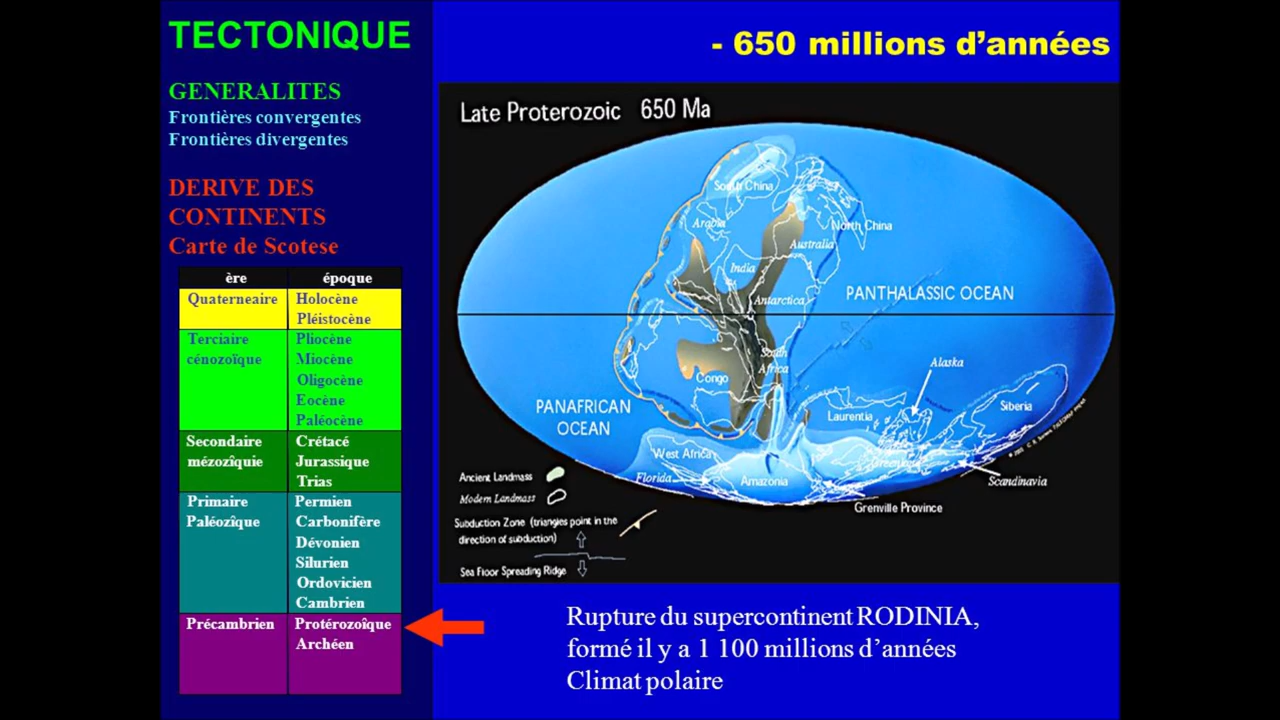 TECTONIQUE
- 650 millions d’années
GENERALITES
Frontières convergentes
Frontières divergentes
DERIVE DES
CONTINENTS
Carte de Scotese
ère époque
Quaterneaire Holocène
Pléistocène
Terciaire Pliocène
cénozoïque Miocène
Oligocène
Eocène
Paléocène
Secondaire Crétacé
mézozîquie Jurassique
Trias
Primaire Permien
Paléozîque Carbonifère
Dévonien
Silurien
Ordovicien
Cambrien
Précambrien Protérozoîque
Archéen
Late Proterozoic 650 Ma
South China
Arabia
North China
Australia
India
Antarctica
PANTHALASSIC OCEAN
South
Africa
Congo
Alaska
PANAFRICAN
OCEAN
Laurentia
Siberia
West Africa
Florida
Amazonia
Scandinavia
Grenville Province
Ancient Landmass
Modern Landmass
Subduction Zone (triangles point in the
direction of subduction)
Sea Floor Spreading Ridge
Rupture du supercontinent RODINIA,
formé il y a 1 100 millions d’années
Climat polaire